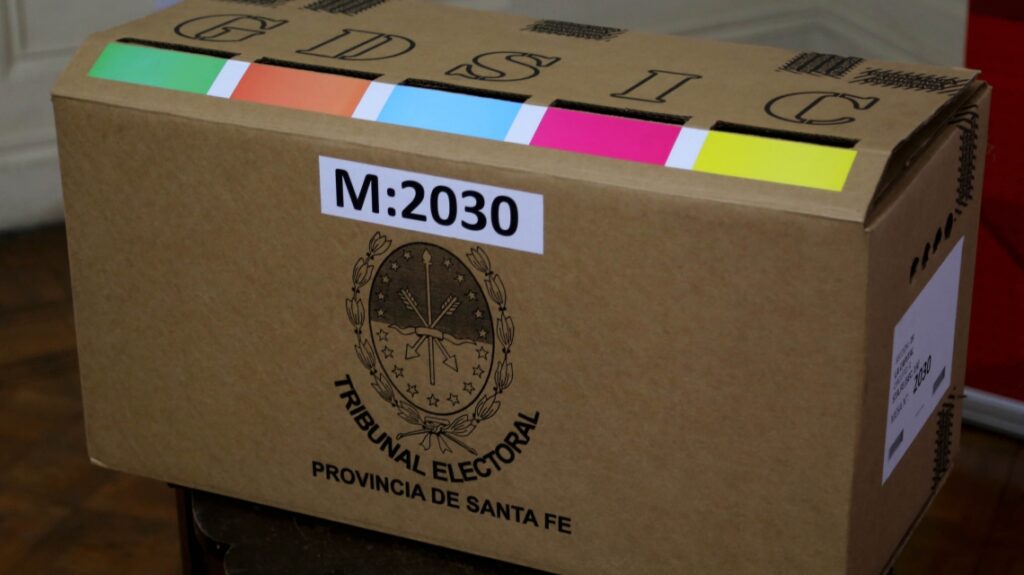 G D S I C
M:2030
TRIBUNAL ELECTORAL
PROVINCIA DE SANTA FE
2030